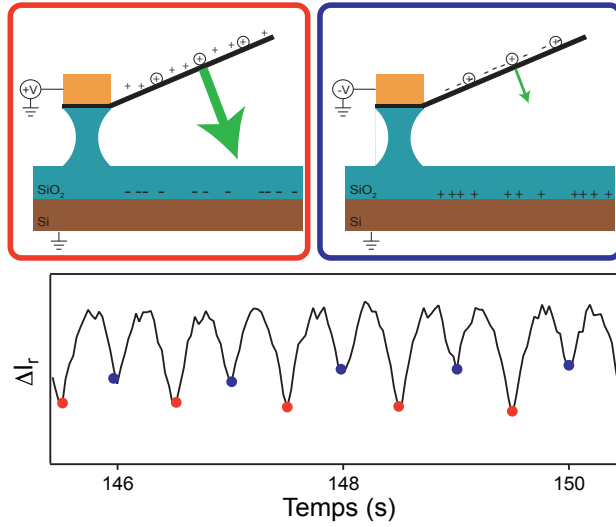 +V
+ + + + + + + + + +
SiO2
- -- - -- - -- - -
Si
-V
- - - + - - + - - +
SiO2
+ +++ ++ + +++ +
Si
ΔIr
146 148 150
Temps (s)